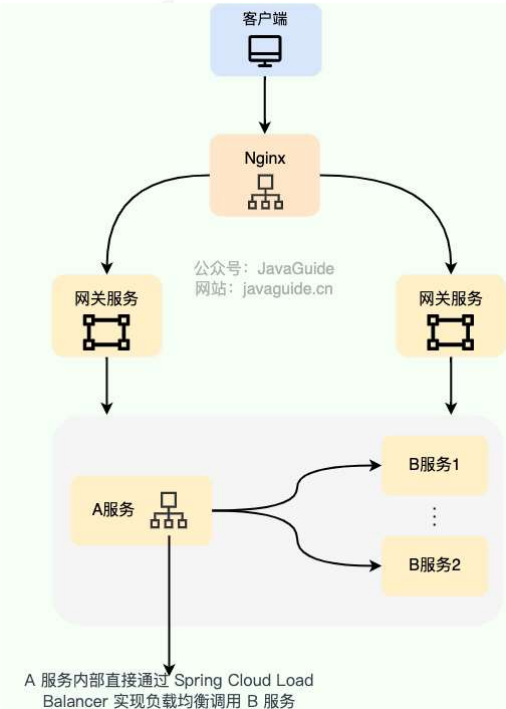 客户端
Nginx
公众号：JavaGuide
网站：javaguide.cn
网关服务
网关服务
B服务1
A服务
B服务2
A 服务内部直接通过 Spring Cloud Load
Balancer 实现负载均衡调用 B 服务